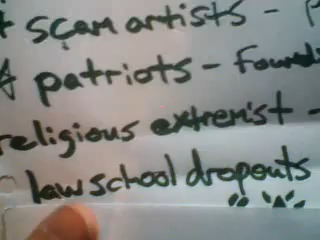 scam artists -
patriots - found
religious extremist -
law school dropouts